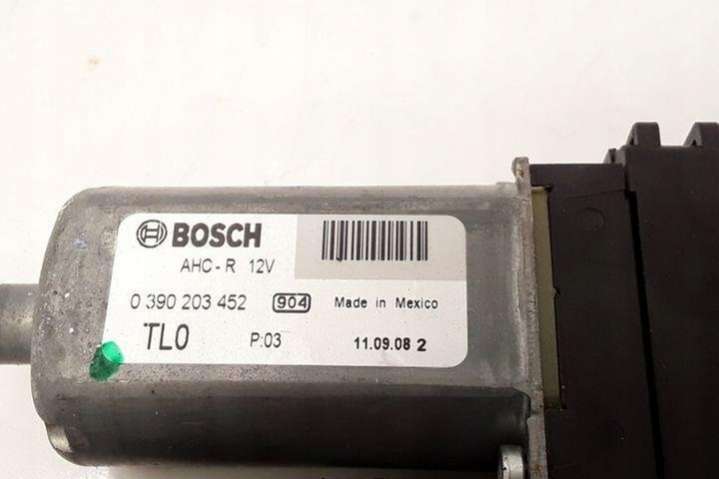 BOSCH
AHC-R 12V
0 390 203 452 904 Made in Mexico
TL0 P:03 11.09.08 2